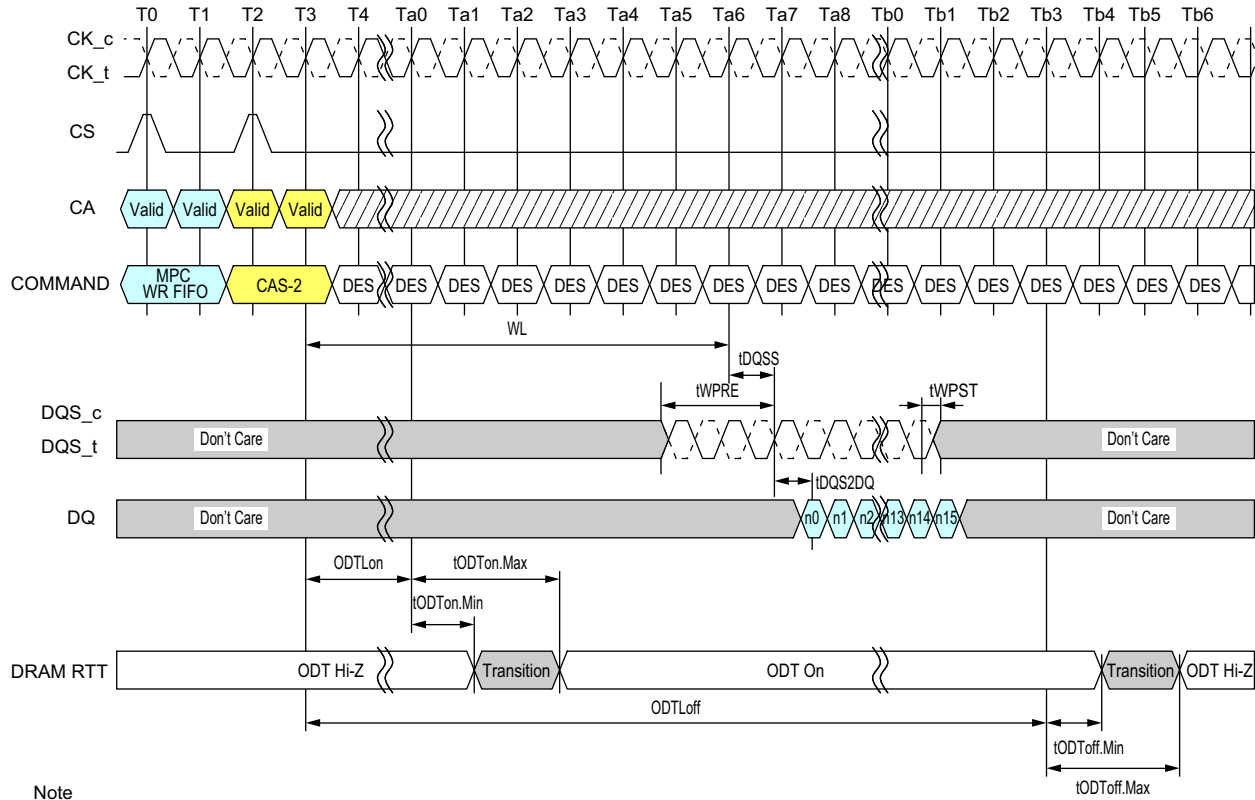 T0 T1 T2 T3 T4 Ta0 Ta1 Ta2 Ta3 Ta4 Ta5 Ta6 Ta7 Ta8 Tb0 Tb1 Tb2 Tb3 Tb4 Tb5 Tb6
CK_c
CK_t
CS
CA Valid Valid Valid Valid
COMMAND MPC WR FIFO CAS-2 DES DES DES DES DES DES DES DES DES DES DES DES DES DES DES DES DES
WL
tDQSS
tWPRE tWPST
DQS_c
DQS_t Don't Care Don't Care
tDQS2DQ
DQ Don't Care n0 n1 n2 n13 n14 n15 Don't Care
ODTLon tODTon.Max
tODTon.Min
DRAM RTT ODT Hi-Z Transition ODT On Transition ODT Hi-Z
ODTLoff
tODToff.Min
tODToff.Max
Note